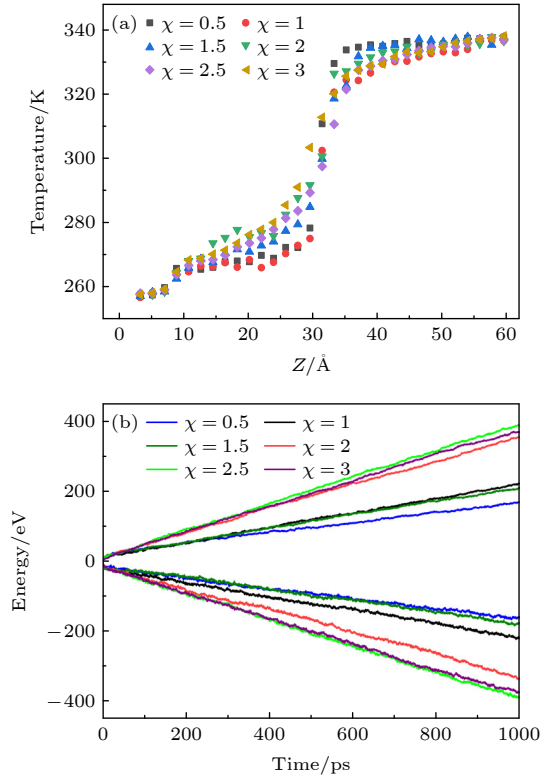 (a) χ = 0.5 χ = 1
χ = 1.5 χ = 2
χ = 2.5 χ = 3
340
320
300
280
260
Temperature/K
0 10 20 30 40 50 60
Z/Å
(b) χ = 0.5 χ = 1
χ = 1.5 χ = 2
χ = 2.5 χ = 3
400
200
0
−200
−400
Energy/eV
0 200 400 600 800 1000
Time/ps